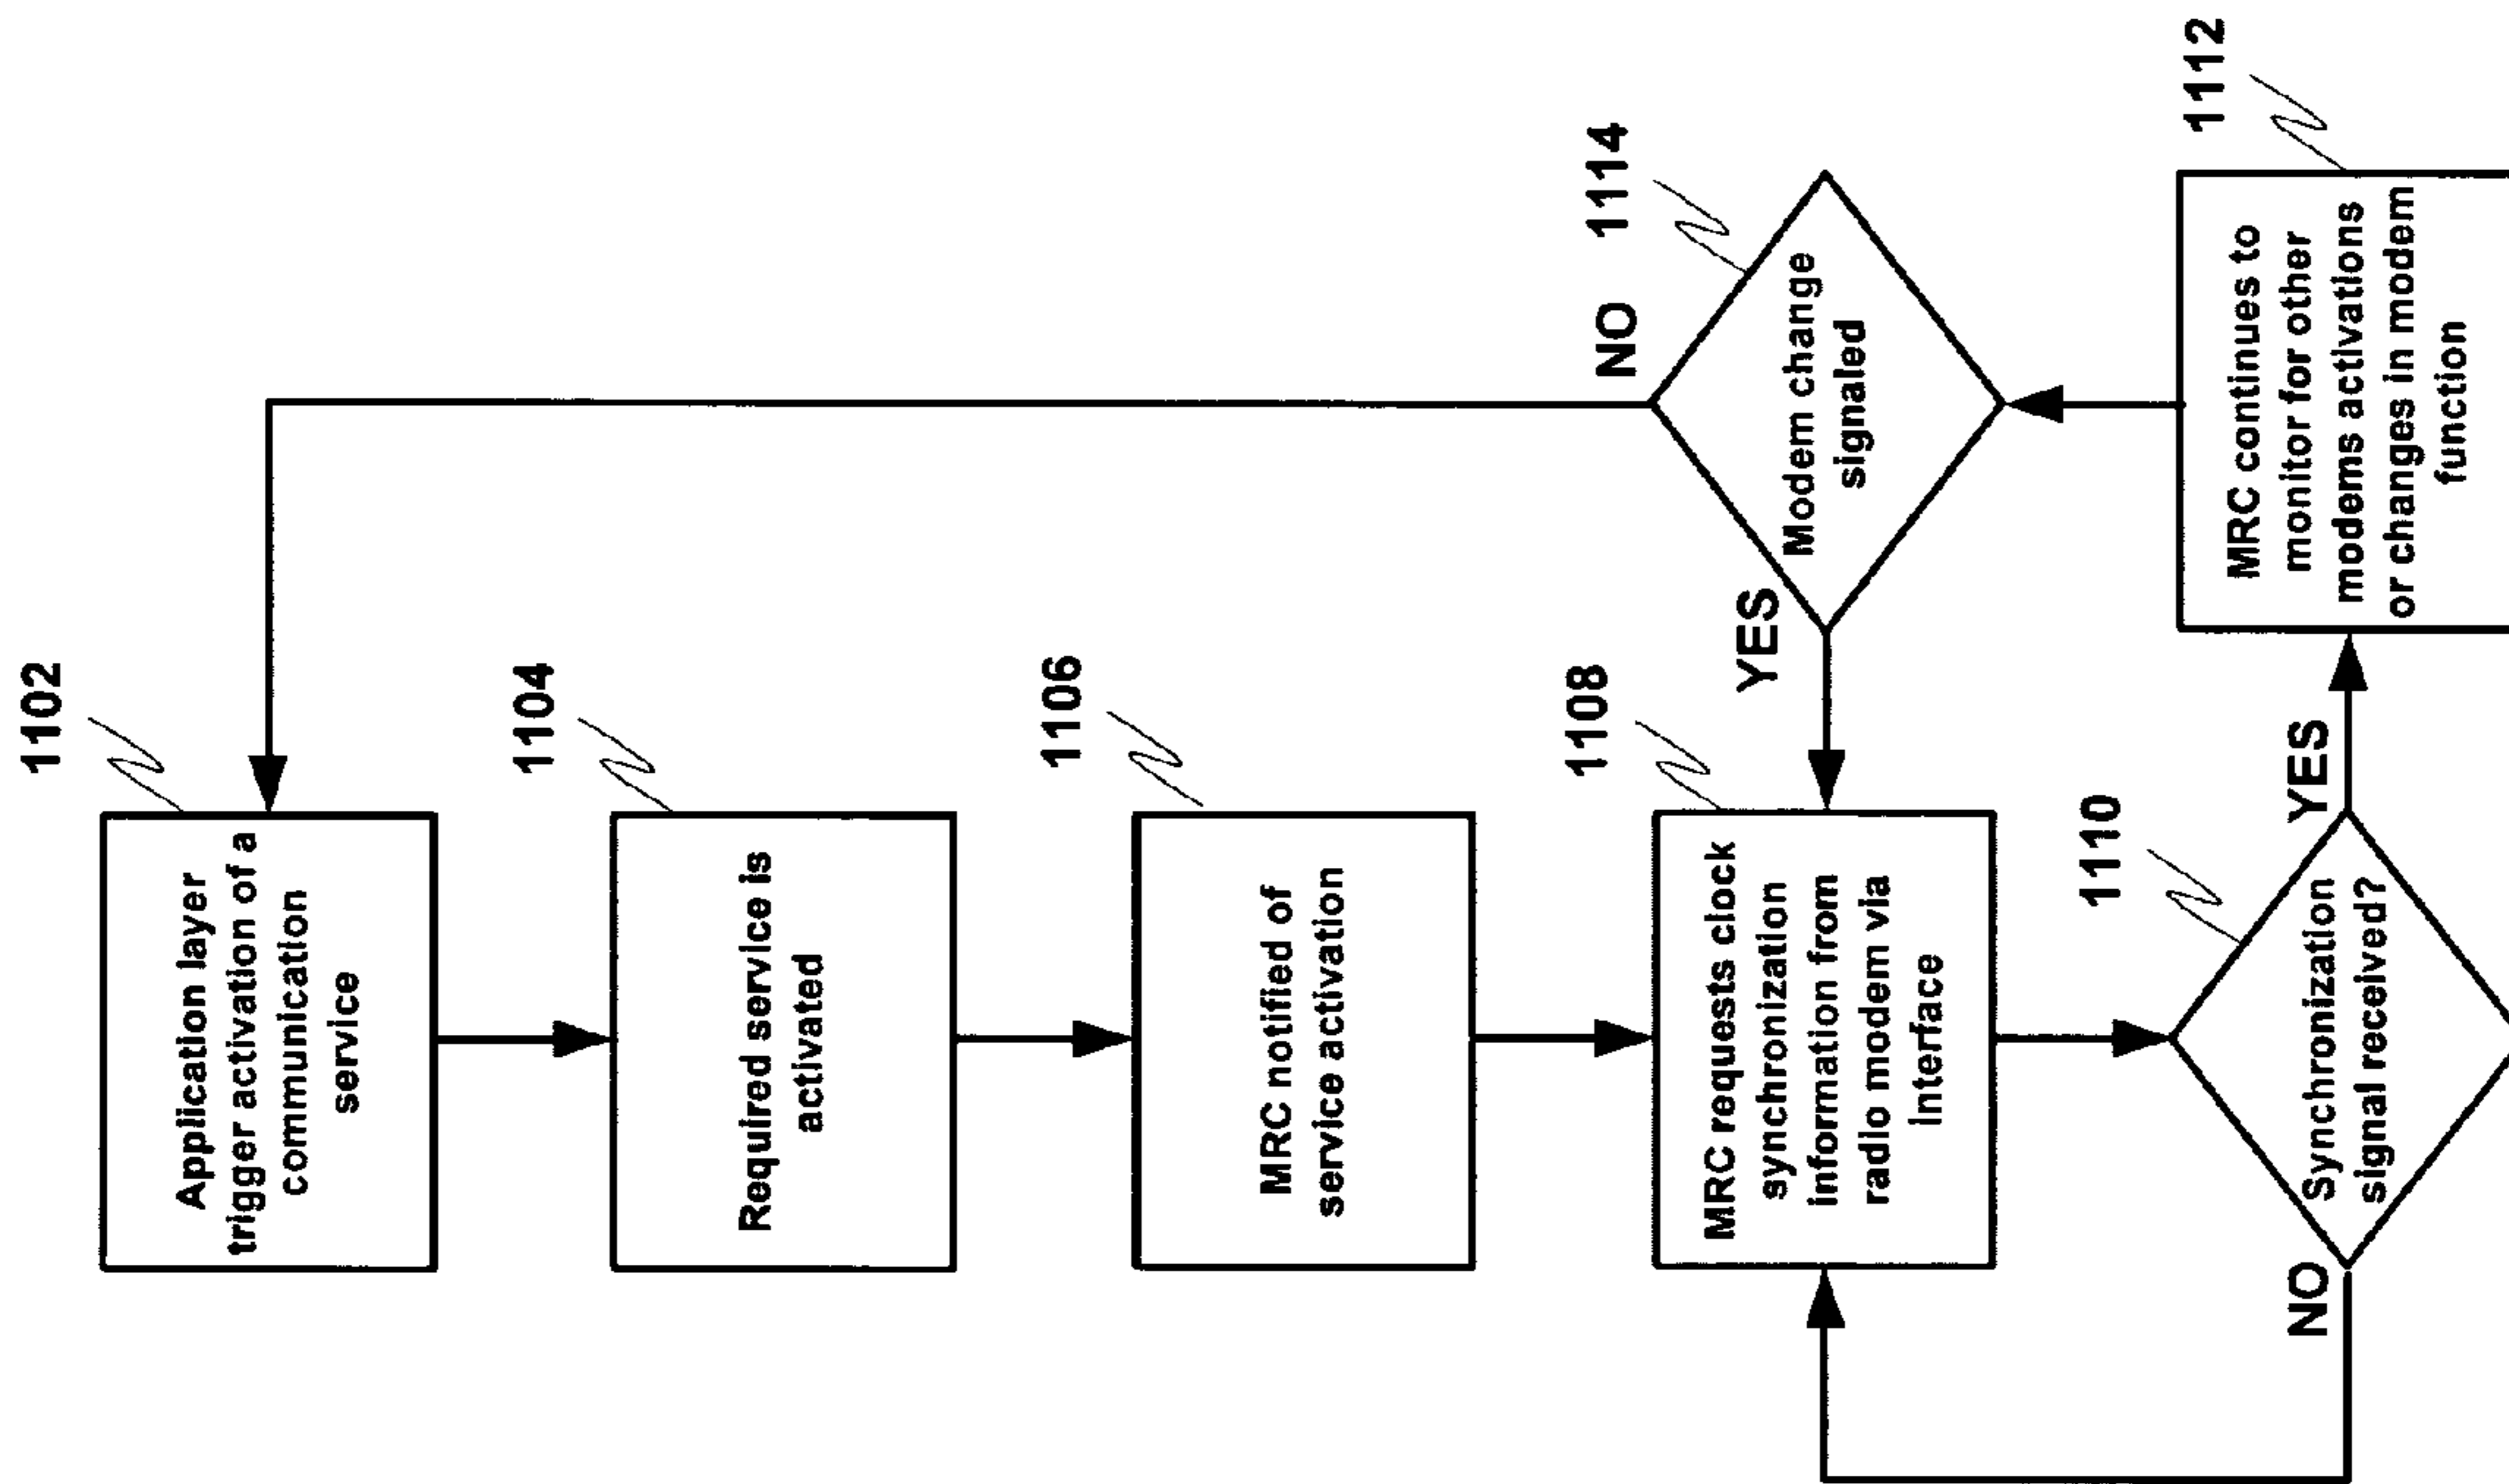 1102
Application layer
trigger activation of a
communication
service
1104
Required service is
activated
1106
MRC notified of
service activation
1108
MRC requests clock
synchronization
information from
radio modem via
interface
1110
Synchronization
signal received?
NO
YES
1112
MRC continues to
monitor for other
modems activations
or changes in modem
function
1114
Modem change
signaled
YES
NO